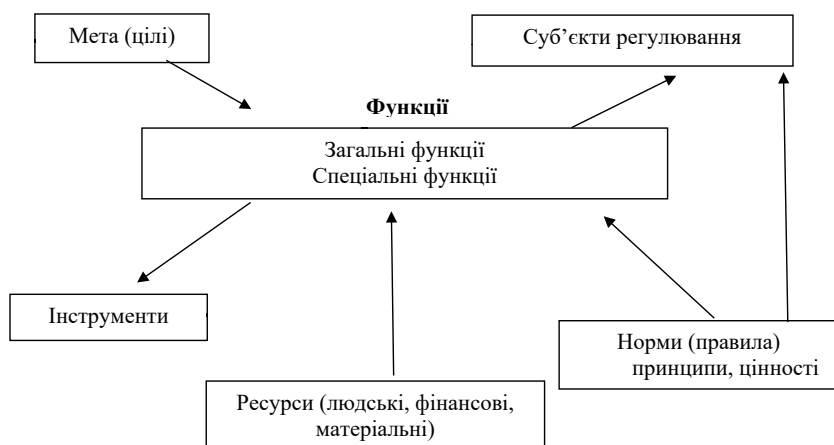 Мета (цілі)
Суб’єкти регулювання
Функції
Загальні функції
Спеціальні функції
Інструменти
Норми (правила)
принципи, цінності
Ресурси (людські, фінансові,
матеріальні)